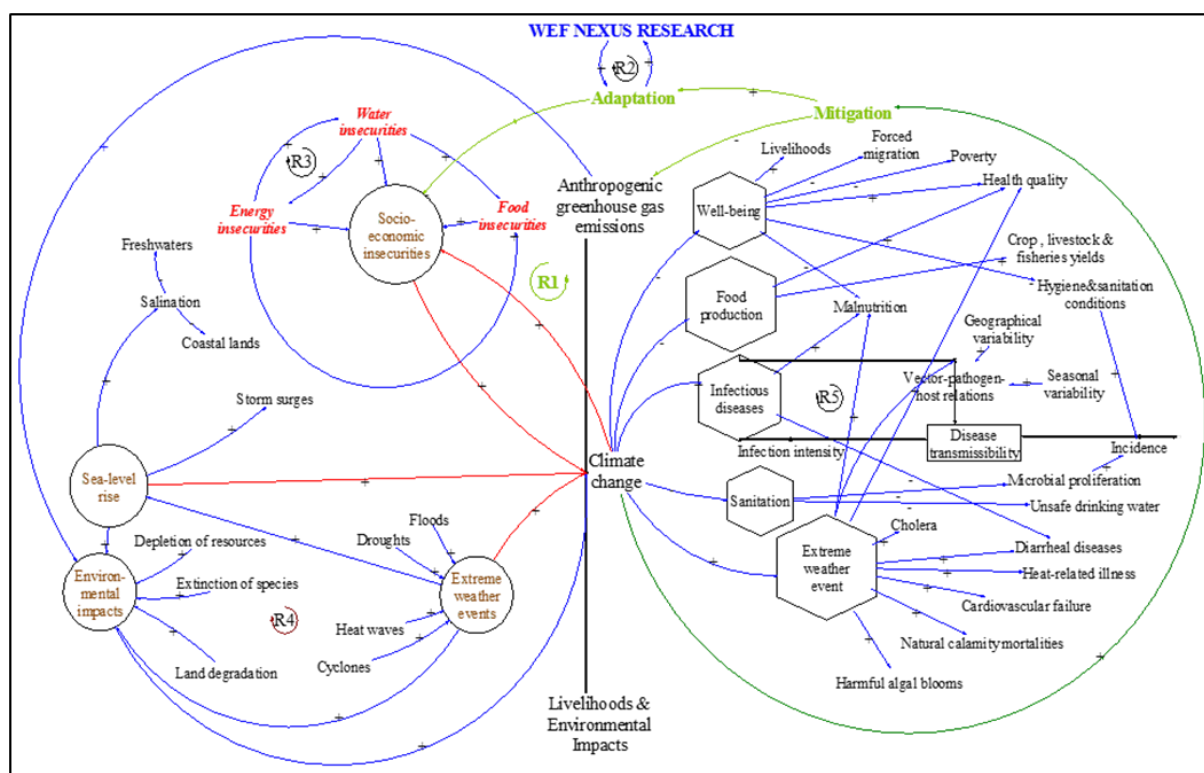 WEF NEXUS RESEARCH
R2
Adaptation
Mitigation
Water
insecurities
R3
Energy
insecurities
Socio-
economic
insecurities
Food
insecurities
Anthropogenic
greenhouse gas
emissions
R1
Freshwaters
Salination
Coastal lands
Storm surges
Sea-level
rise
Depletion of resources
Environ-
mental
impacts
Extinction of species
R4
Land degradation
Floods
Droughts
Extreme
weather
events
Heat waves
Cyclones
Climate
change
Livelihoods &
Environmental
Impacts
Livelihoods
Forced
migration
Poverty
Health quality
Well-being
Crop , livestock &
fisheries yields
Food
production
Hygiene&sanitation
conditions
Malnutrition
Geographical
variability
Infectious
diseases
R5
Vector-pathogen-
host relations
Seasonal
variability
Infection intensity
Disease
transmissibility
Incidence
Sanitation
Microbial proliferation
Unsafe drinking water
Cholera
Extreme
weather
event
Diarrheal diseases
Heat-related illness
Cardiovascular failure
Natural calamity mortalities
Harmful algal blooms